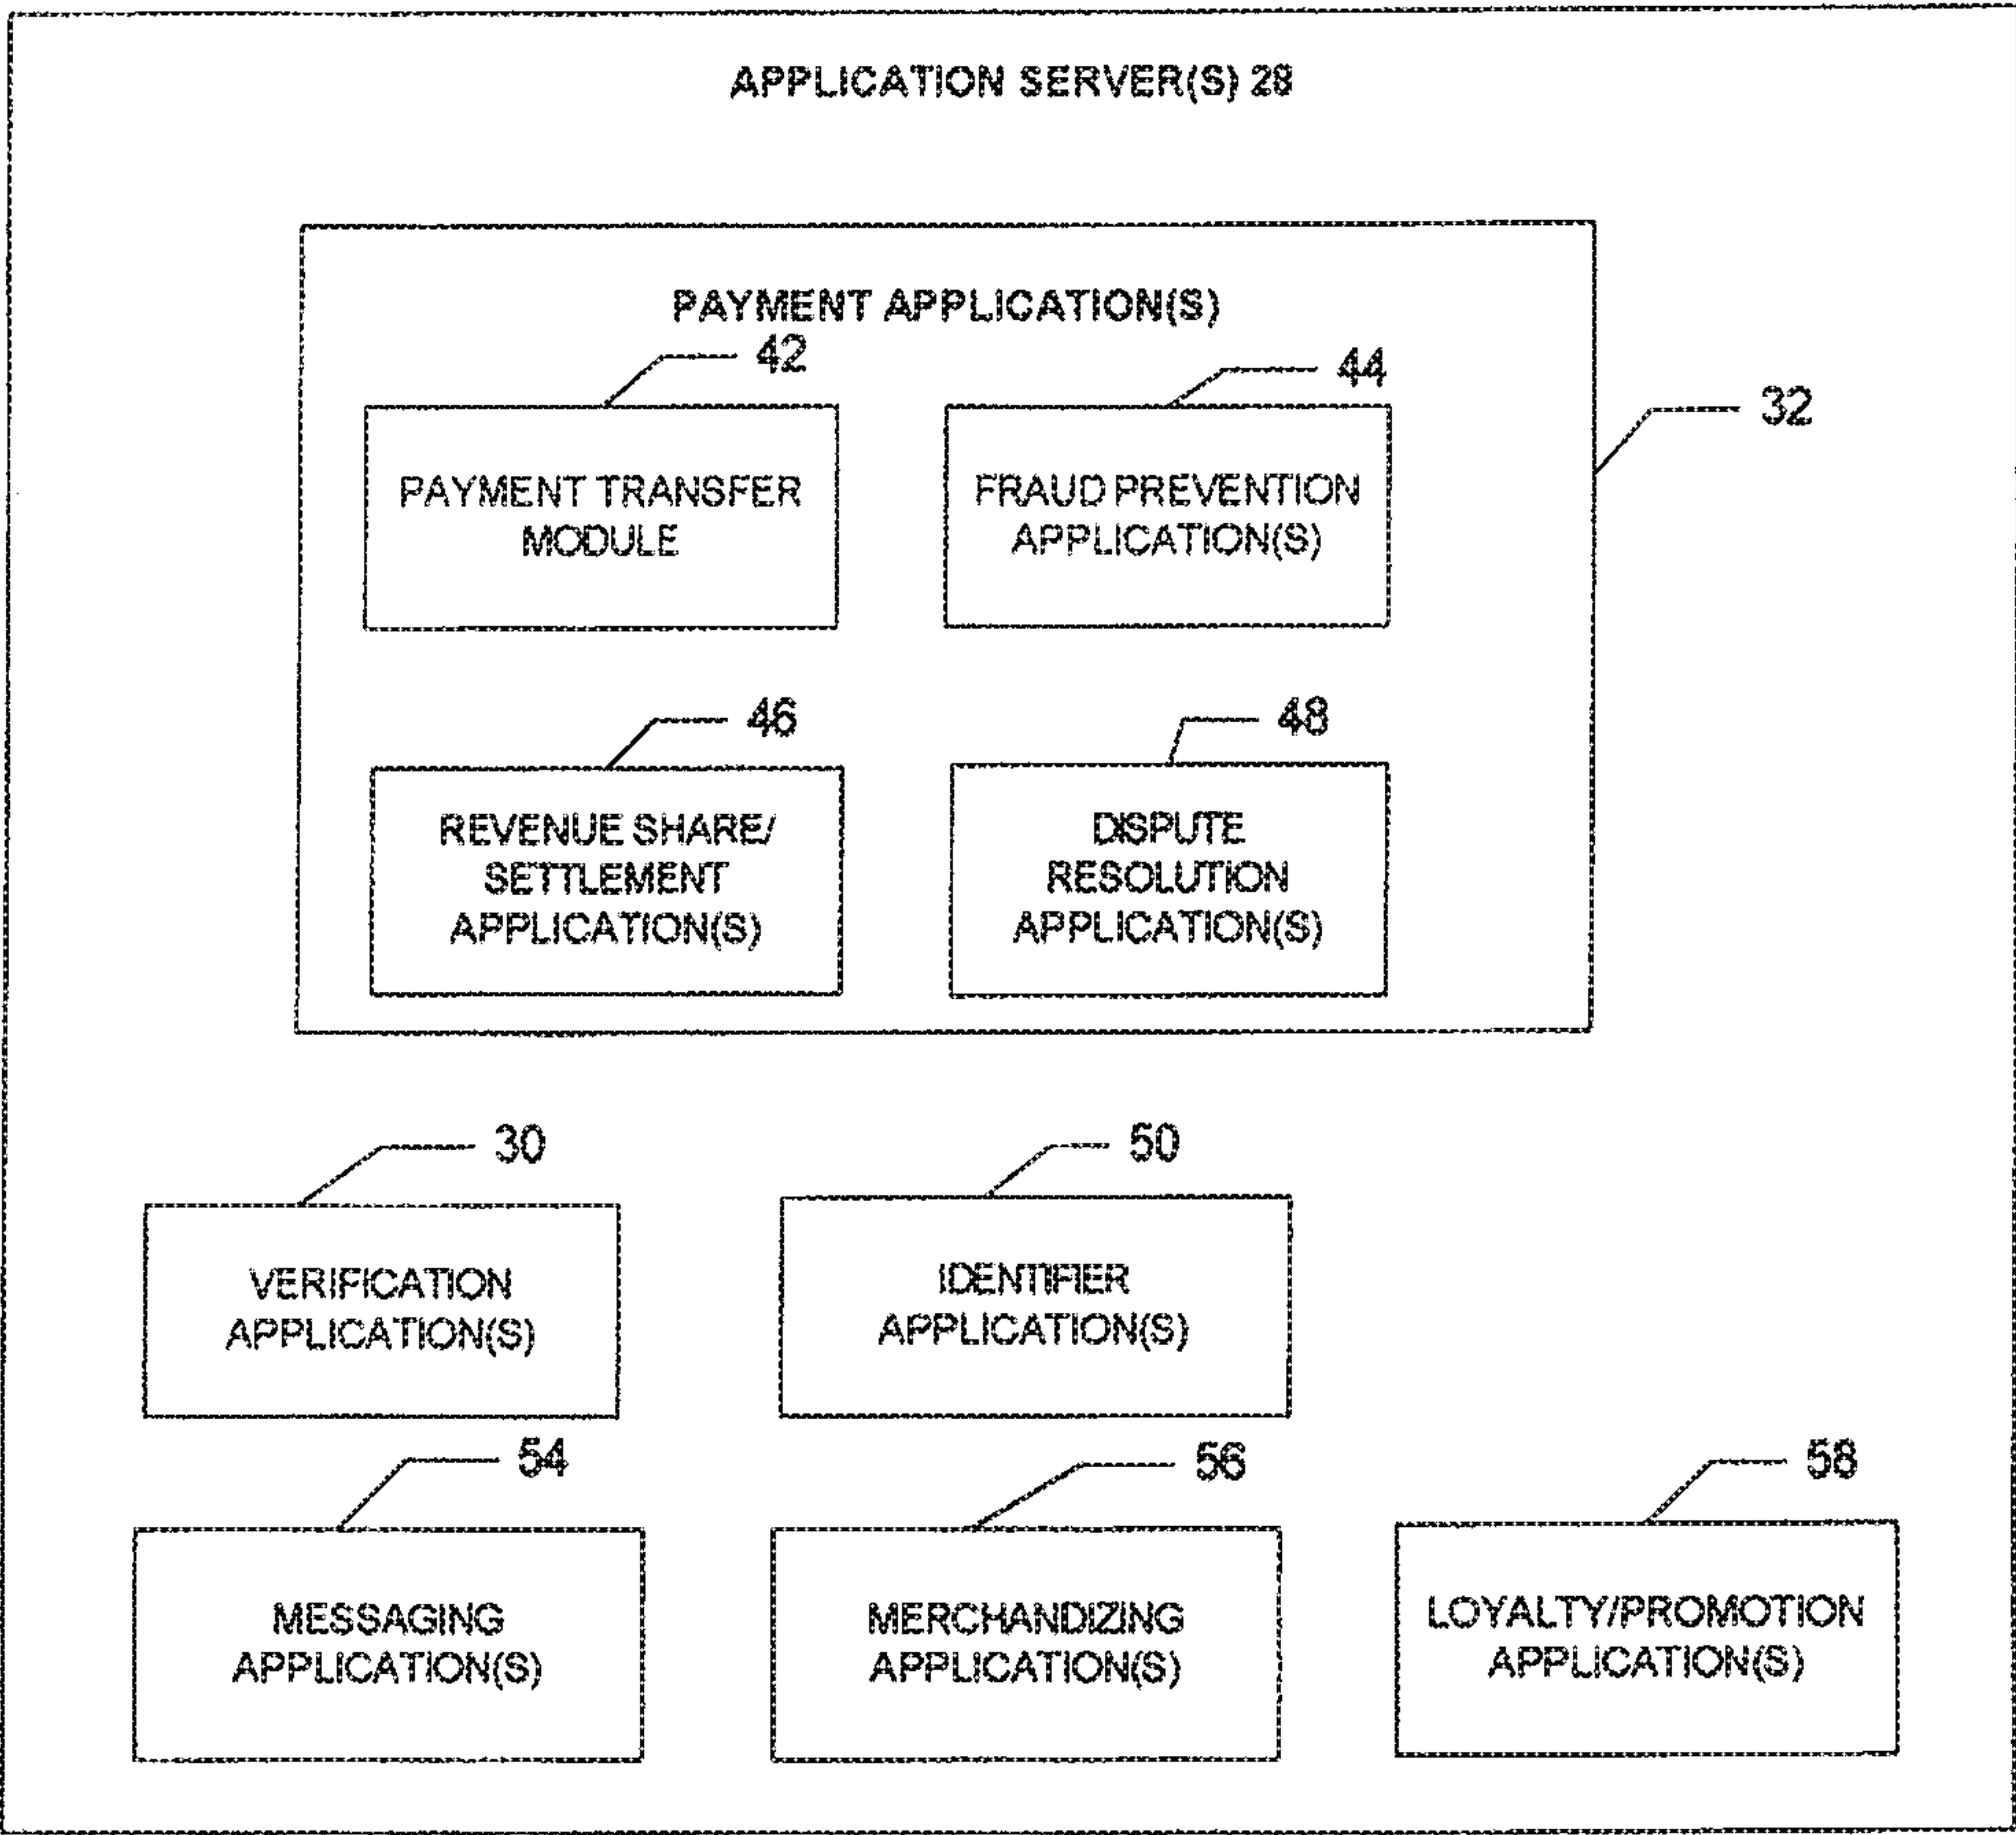 APPLICATION SERVER(S) 28
PAYMENT APPLICATION(S)
42
44
32
PAYMENT TRANSFER
MODULE
FRAUD PREVENTION
APPLICATION(S)
46
48
REVENUE SHARE/
SETTLEMENT
APPLICATION(S)
DISPUTE
RESOLUTION
APPLICATION(S)
30
50
VERIFICATION
APPLICATION(S)
IDENTIFIER
APPLICATION(S)
54
56
58
MESSAGING
APPLICATION(S)
MERCHANDIZING
APPLICATION(S)
LOYALTY/PROMOTION
APPLICATION(S)